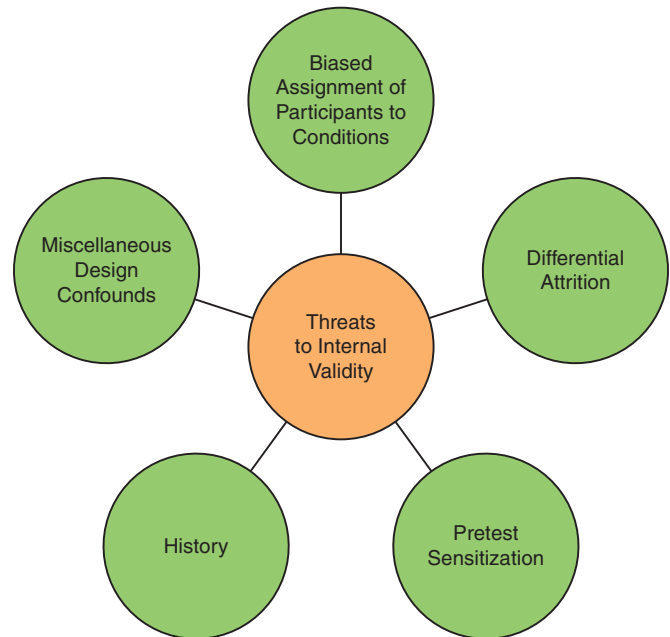 Biased
Assignment of
Participants to
Conditions
Miscellaneous
Design
Confounds
Differential
Attrition
Threats
to Internal
Validity
History
Pretest
Sensitization